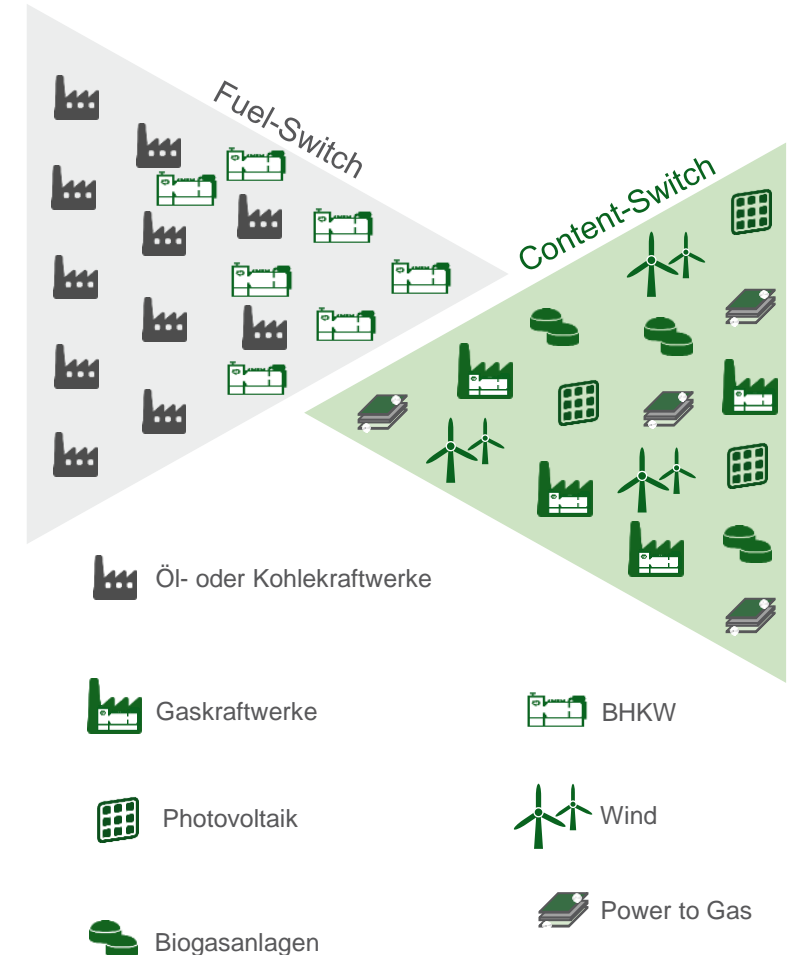 Fuel-Switch
Content-Switch
Öl- oder Kohlekraftwerke
Gaskraftwerke
BHKW
Photovoltaik
Wind
Power to Gas
Biogasanlagen